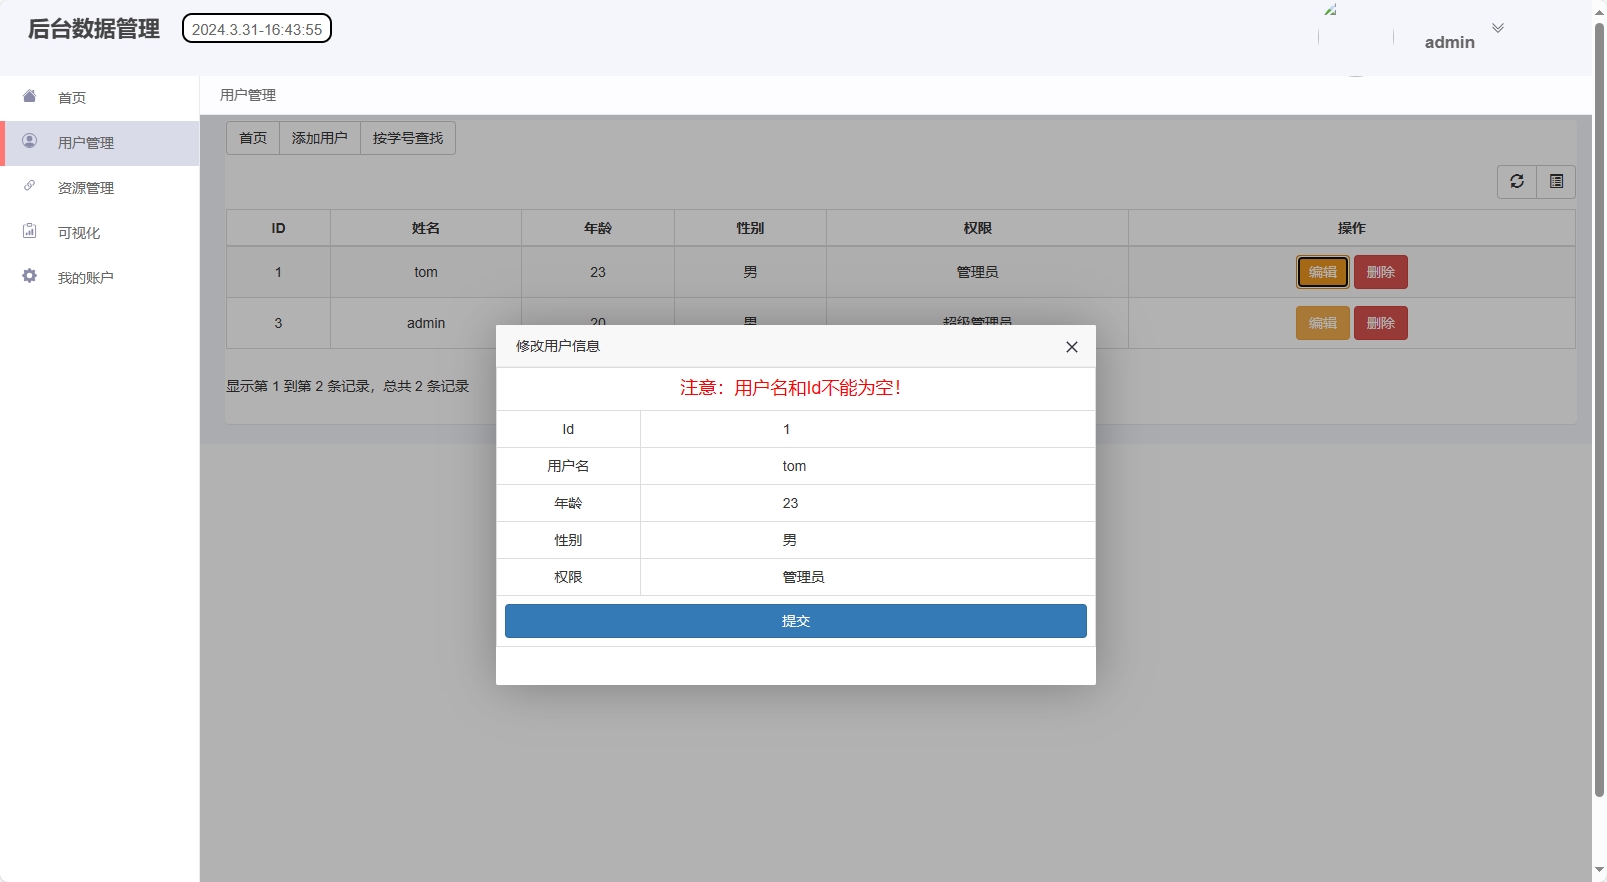 后台数据管理 2024.3.31-16:43:55
admin
首页
用户管理
资源管理
可视化
我的账户
用户管理
首页 添加用户 按学号查找
ID 姓名 年龄 性别 权限 操作
1 tom 23 男 管理员 编辑 删除
3 admin 20 男 超级管理员 编辑 删除
显示第 1 到第 2 条记录，总共 2 条记录
修改用户信息
注意：用户名和Id不能为空！
Id 1
用户名 tom
年龄 23
性别 男
权限 管理员
提交